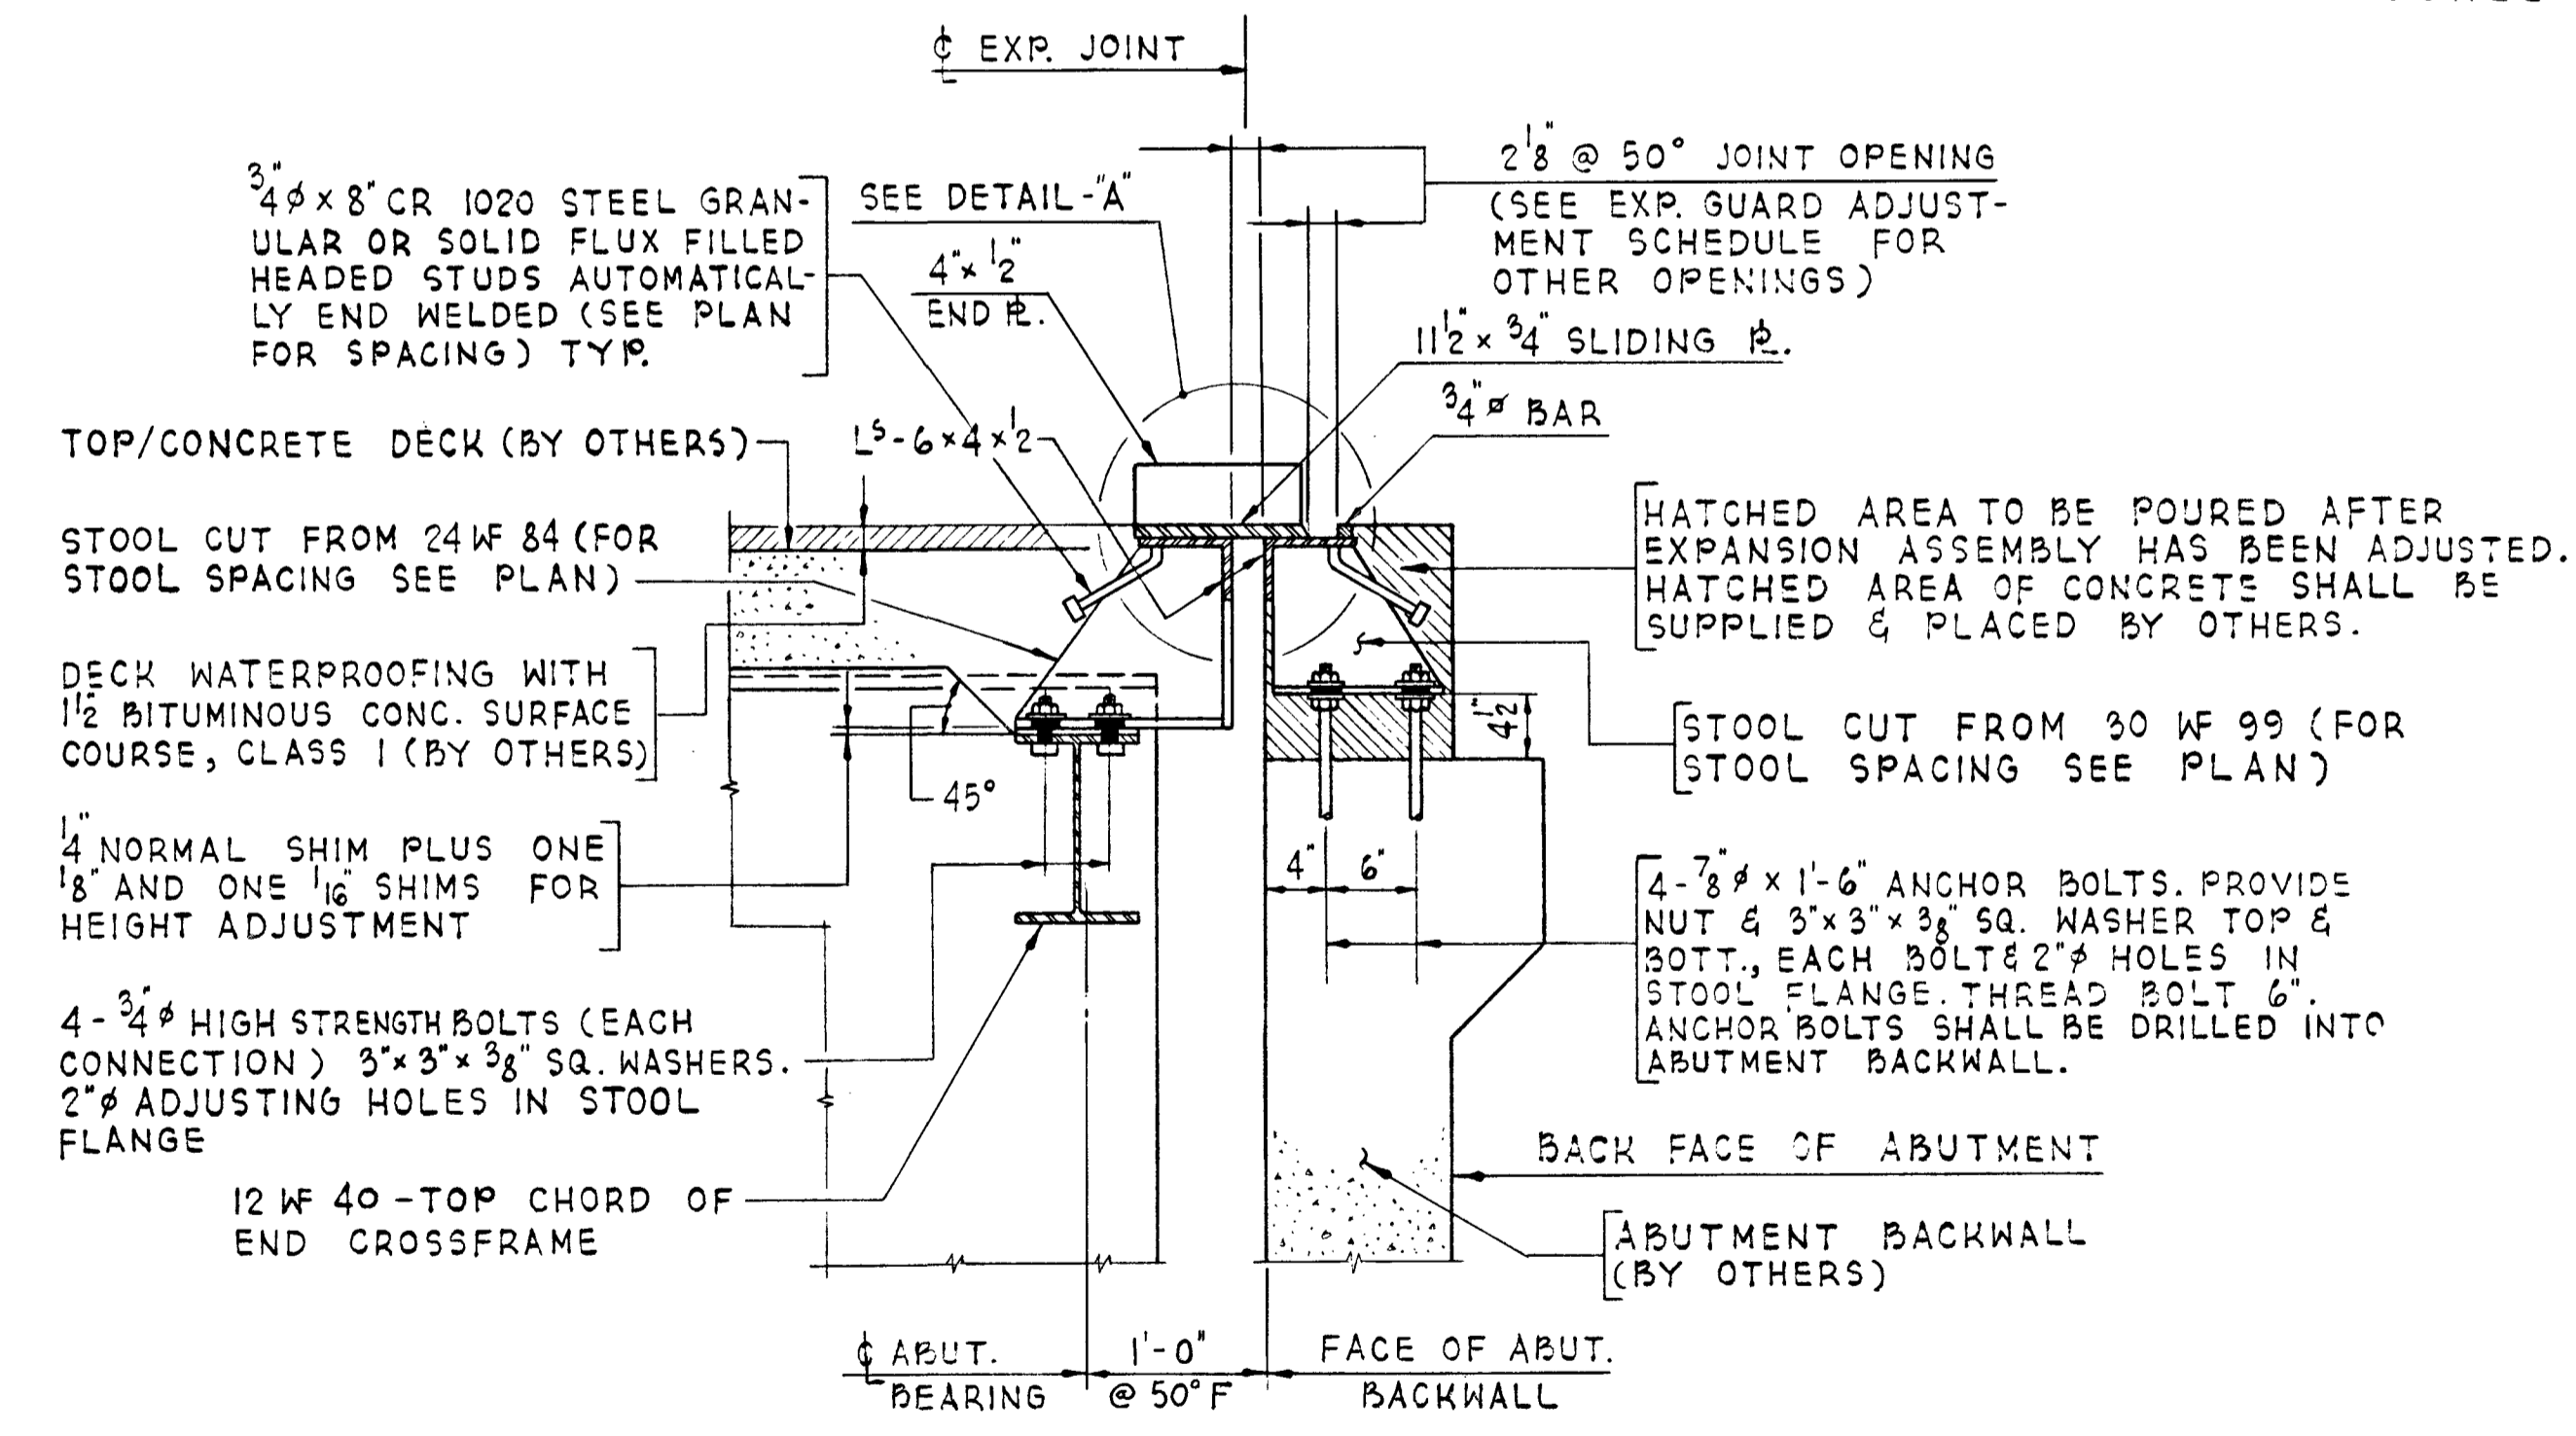 ℄ EXP. JOINT
3/4"ø x 8" CR 1020 STEEL GRAN-
ULAR OR SOLID FLUX FILLED
HEADED STUDS AUTOMATICAL-
LY END WELDED (SEE PLAN
FOR SPACING) TYP.
SEE DETAIL-"A"
4" x 1/2"
END PL.
2 1/8" @ 50° JOINT OPENING
(SEE EXP. GUARD ADJUST-
MENT SCHEDULE FOR
OTHER OPENINGS)
11 1/2" x 3/4" SLIDING PL.
3/4" ⌀ BAR
TOP/CONCRETE DECK (BY OTHERS)
Ls-6x4x1/2
STOOL CUT FROM 24 WF 84 (FOR
STOOL SPACING SEE PLAN)
DECK WATERPROOFING WITH
1 1/2" BITUMINOUS CONC. SURFACE
COURSE, CLASS 1 (BY OTHERS)
45°
1/4" NORMAL SHIM PLUS ONE
1/8" AND ONE 1/16" SHIMS FOR
HEIGHT ADJUSTMENT
4-3/4"ø HIGH STRENGTH BOLTS (EACH
CONNECTION) 3" x 3" x 3/8" SQ. WASHERS.
2"ø ADJUSTING HOLES IN STOOL
FLANGE
12 WF 40-TOP CHORD OF
END CROSSFRAME
HATCHED AREA TO BE POURED AFTER
EXPANSION ASSEMBLY HAS BEEN ADJUSTED.
HATCHED AREA OF CONCRETE SHALL BE
SUPPLIED & PLACED BY OTHERS.
4 1/2"
STOOL CUT FROM 30 WF 99 (FOR
STOOL SPACING SEE PLAN)
4" 6"
4-7/8"ø x 1'-6" ANCHOR BOLTS. PROVIDE
NUT & 3" x 3" x 3/8" SQ. WASHER TOP &
BOTT., EACH BOLT & 2"ø HOLES IN
STOOL FLANGE. THREAD BOLT 6".
ANCHOR BOLTS SHALL BE DRILLED INTO
ABUTMENT BACKWALL.
BACK FACE OF ABUTMENT
ABUTMENT BACKWALL
(BY OTHERS)
℄ ABUT.
BEARING
1'-0"
@ 50°F
FACE OF ABUT.
BACKWALL